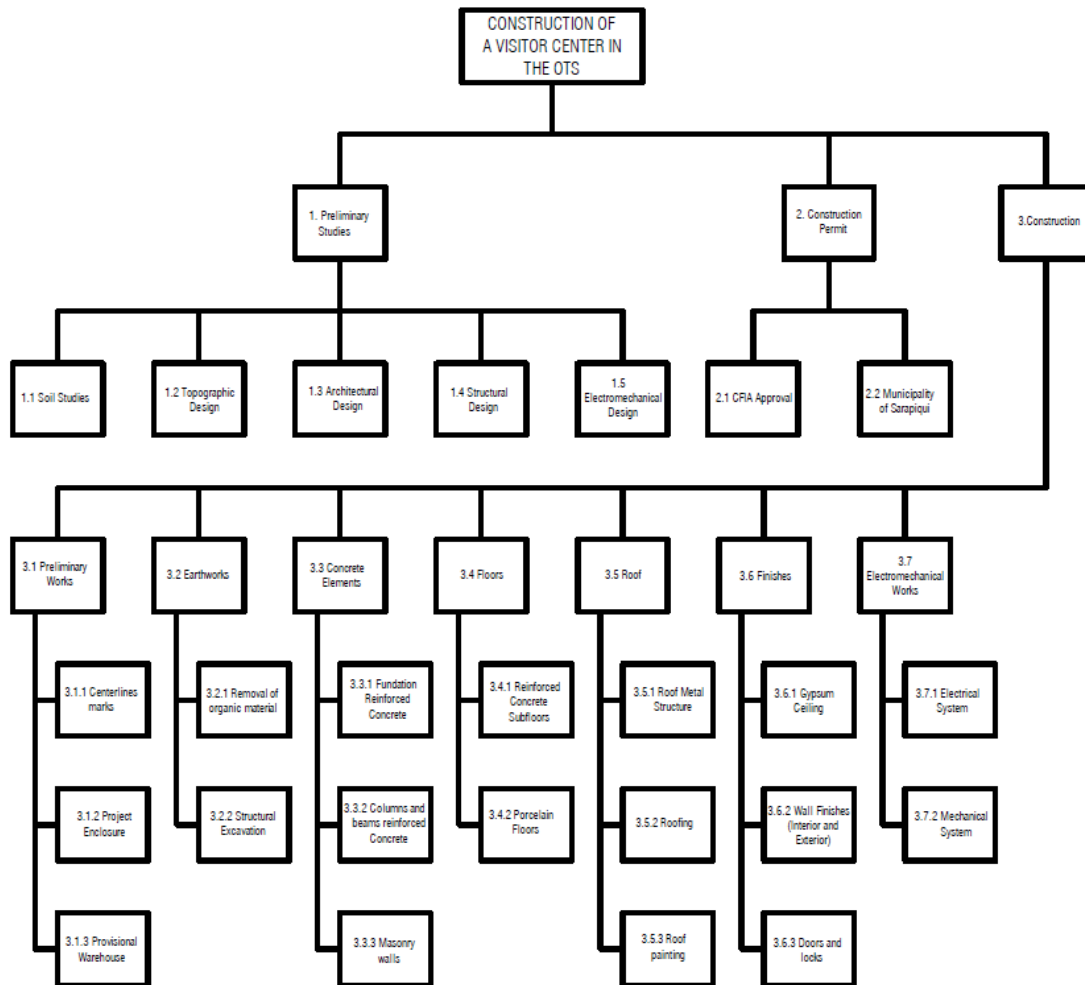 CONSTRUCTION OF
A VISITOR CENTER IN
THE OTS
1. Preliminary
Studies
2. Construction
Permit
3.Construction
1.1 Soil Studies
1.2 Topographic
Design
1.3 Architectural
Design
1.4 Structural
Design
1.5
Electromechanical
Design
2.1 CFIA Approval
2.2 Municipality
of Sarapiqui
3.1 Preliminary
Works
3.2 Earthworks
3.3 Concrete
Elements
3.4 Floors
3.5 Roof
3.6 Finishes
3.7
Electromechanical
Works
3.1.1 Centerlines
marks
3.2.1 Removal of
organic material
3.3.1 Fundation
Reinforced
Concrete
3.4.1 Reinforced
Concrete
Subfloors
3.5.1 Roof Metal
Structure
3.6.1 Gypsum
Ceiling
3.7.1 Electrical
System
3.1.2 Project
Enclosure
3.2.2 Structural
Excavation
3.3.2 Columns and
beams reinforced
Concrete
3.4.2 Porcelain
Floors
3.5.2 Roofing
3.6.2 Wall Finishes
(Interior and
Exterior)
3.7.2 Mechanical
System
3.1.3 Provisional
Warehouse
3.3.3 Masonry
walls
3.5.3 Roof
painting
3.6.3 Doors and
locks